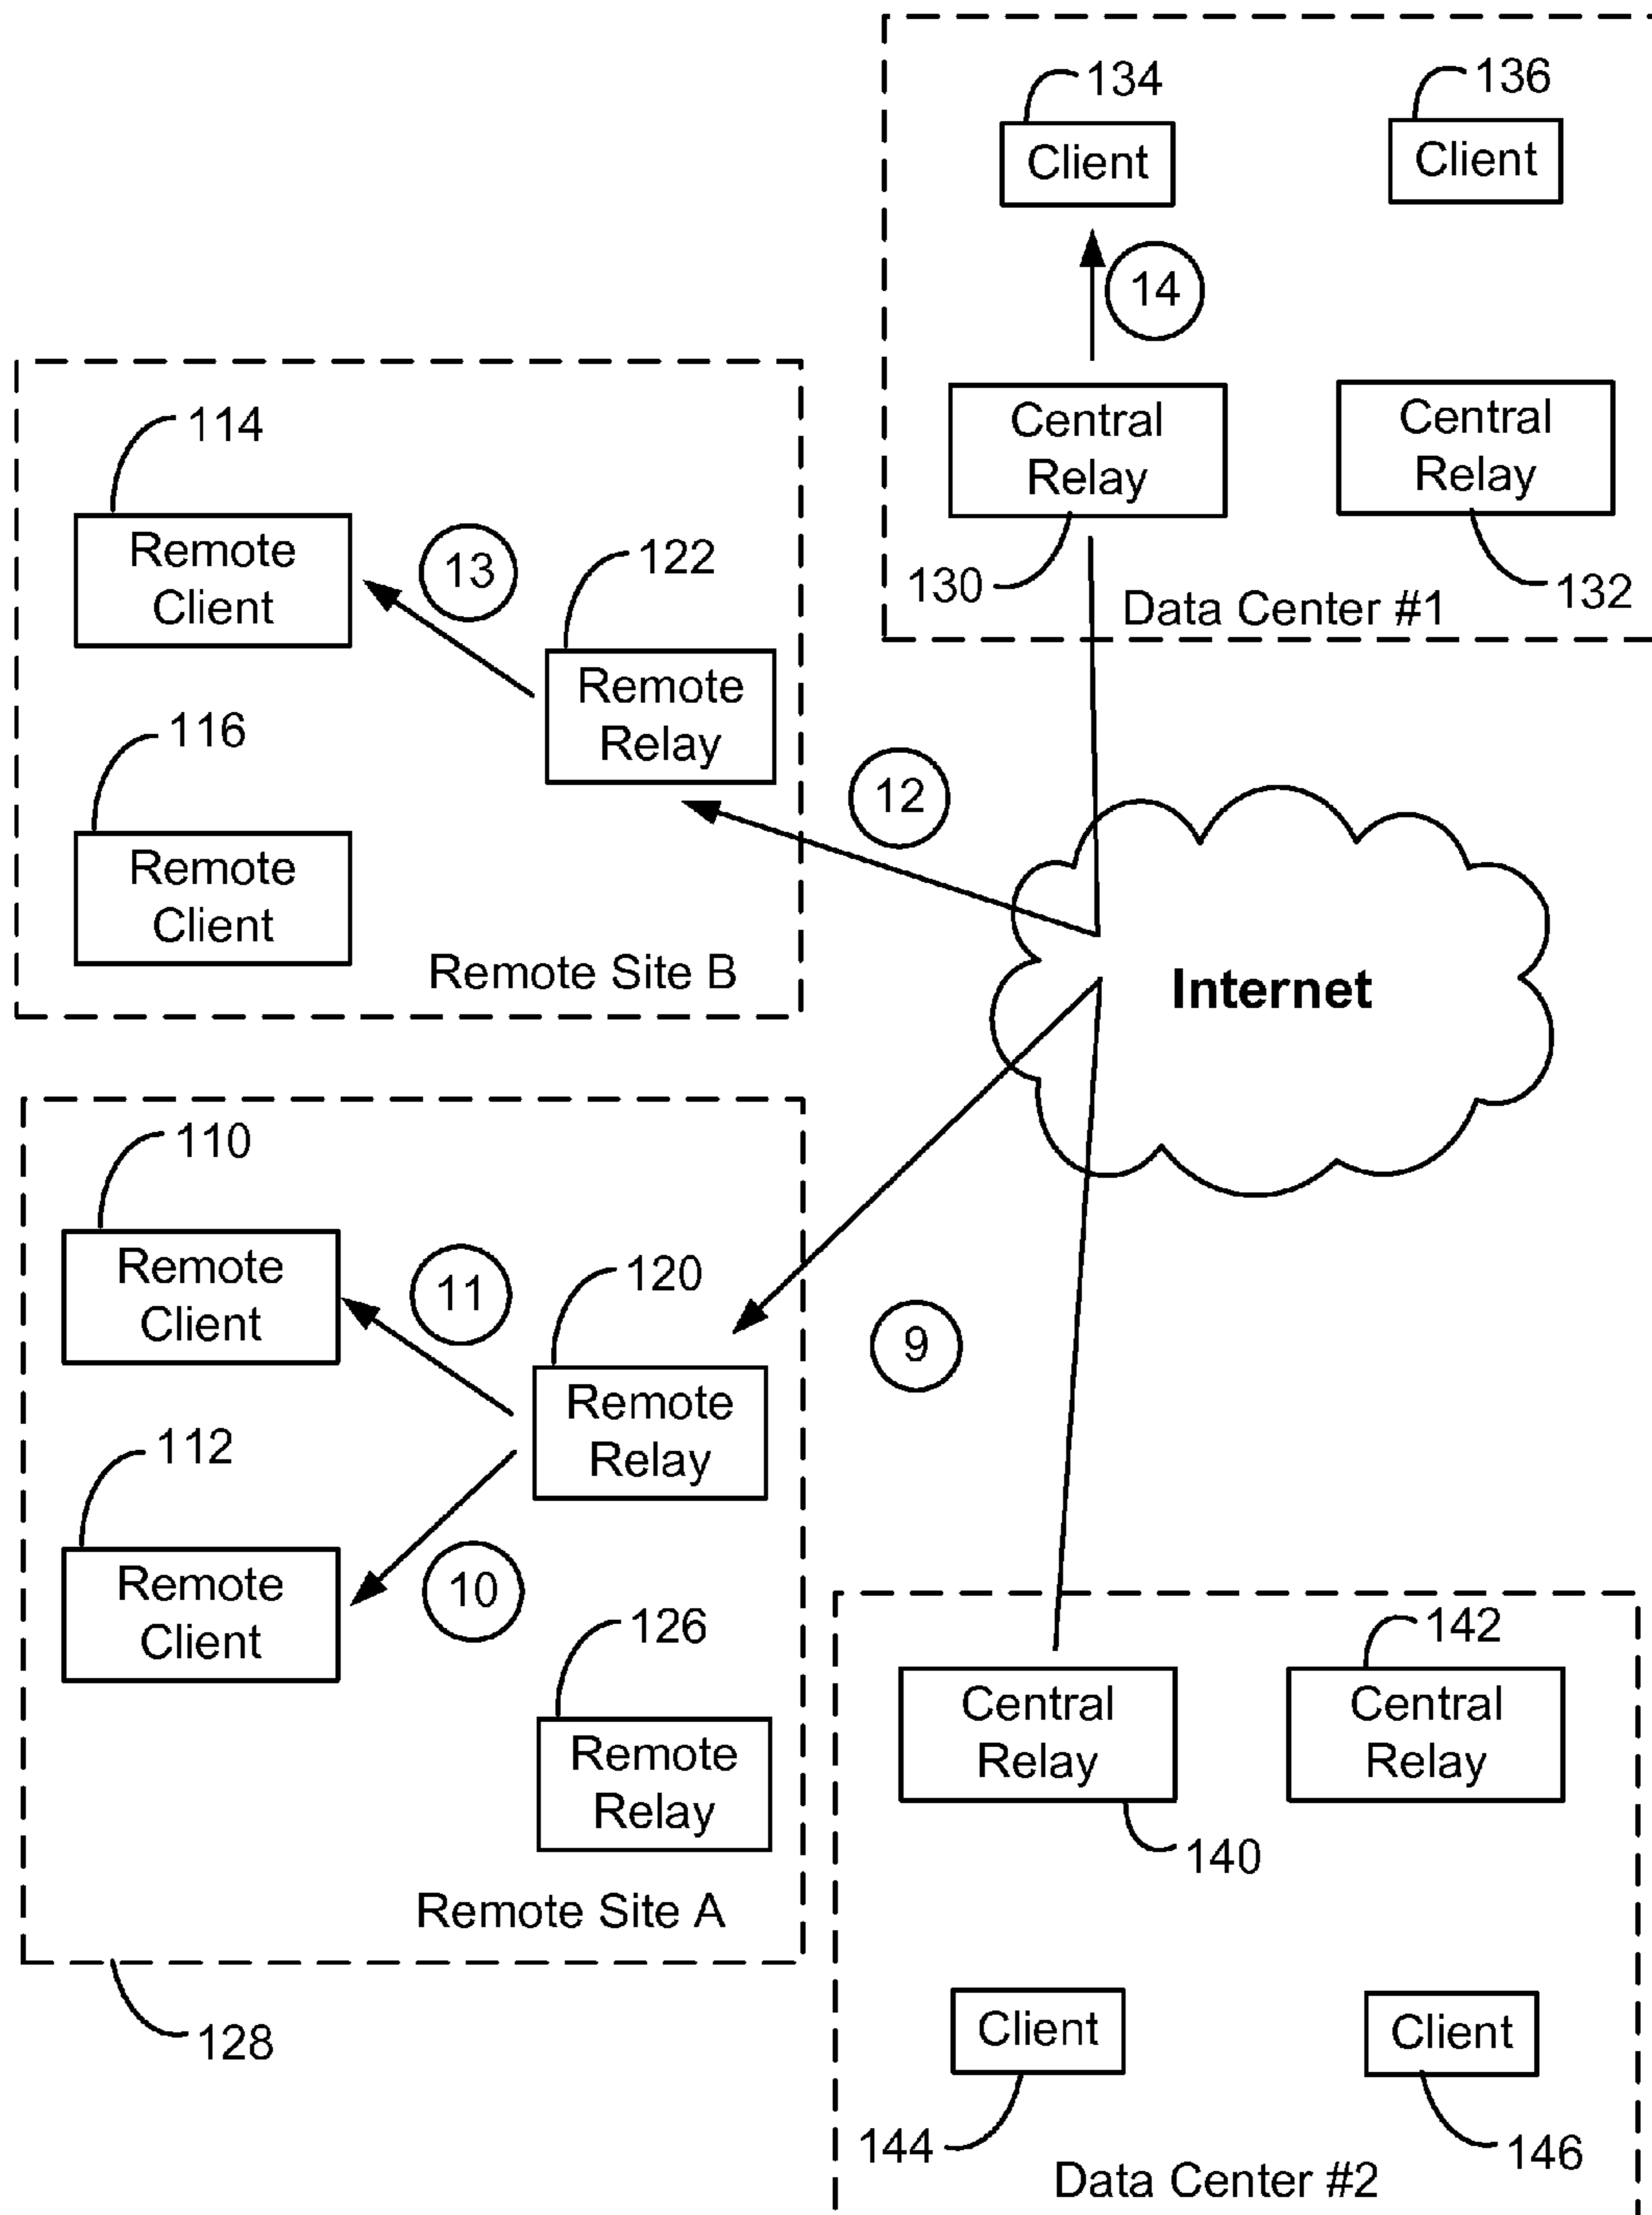 134
136
Client
Client
14
114
Central
Relay
Central
Relay
Remote
Client
13
122
130
Data Center #1
132
Remote
Relay
116
12
Remote
Client
Remote Site B
Internet
110
Remote
Client
11
120
9
Remote
Relay
112
Remote
Client
10
126
142
Remote
Relay
Central
Relay
Central
Relay
140
Remote Site A
128
Client
Client
144
146
Data Center #2